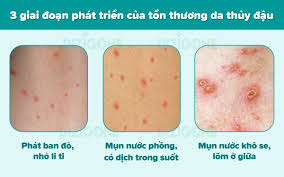 3 giai đoạn phát triển của tổn thương da thủy đậu
Phát ban đỏ,
nhỏ li ti
Mụn nước phồng,
có dịch trong suốt
Mụn nước khô se,
lõm ở giữa